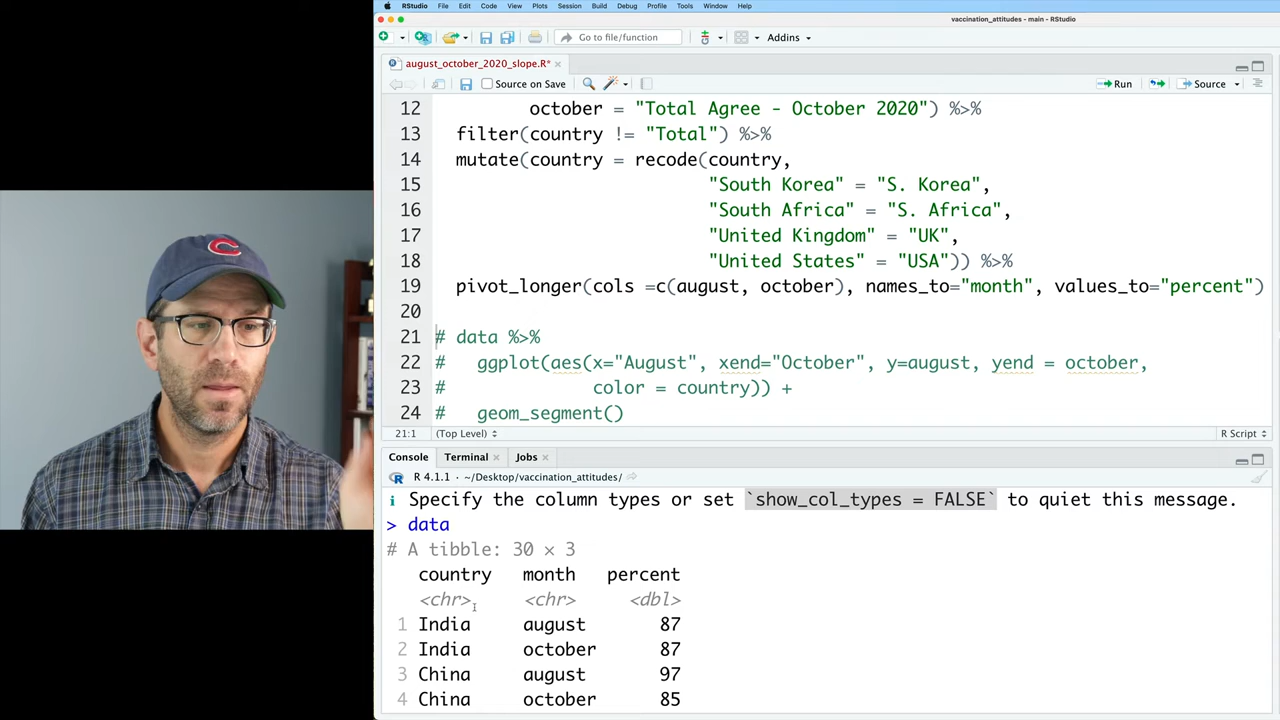 RStudio File Edit Code View Plots Session Build Debug Profile Tools Window Help
vaccination_attitudes - main - RStudio
Go to file/function Addins
august_october_2020_slope.R*
Source on Save Run Source
12 october = "Total Agree - October 2020") %>%
13 filter(country != "Total") %>%
14 mutate(country = recode(country,
15 "South Korea" = "S. Korea",
16 "South Africa" = "S. Africa",
17 "United Kingdom" = "UK",
18 "United States" = "USA")) %>%
19 pivot_longer(cols =c(august, october), names_to="month", values_to="percent")
20
21 # data %>%
22 # ggplot(aes(x="August", xend="October", y=august, yend = october,
23 # color = country)) +
24 # geom_segment()
21:1 (Top Level) R Script
Console Terminal Jobs
R 4.1.1 · ~/Desktop/vaccination_attitudes/
ℹ Specify the column types or set `show_col_types = FALSE` to quiet this message.
> data
# A tibble: 30 × 3
country month percent
<chr> <chr> <dbl>
1 India august 87
2 India october 87
3 China august 97
4 China october 85
C